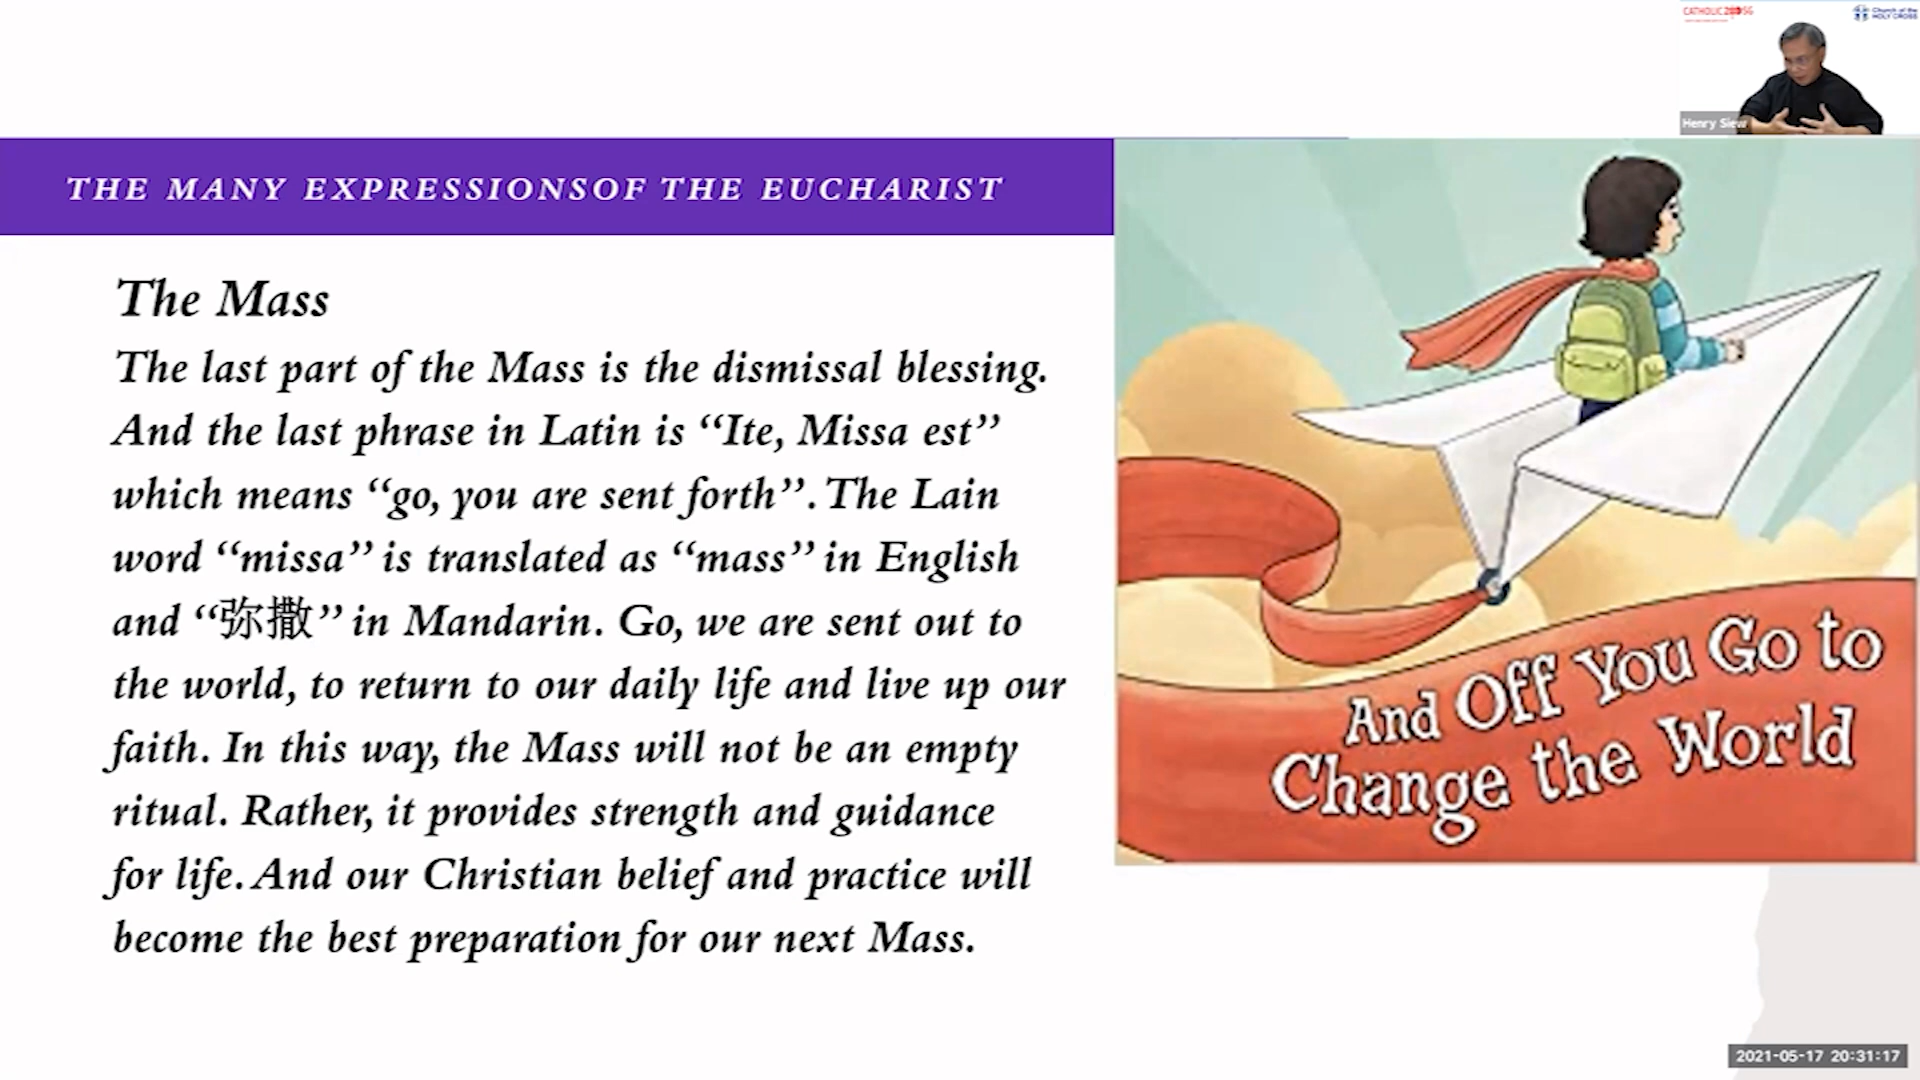 CATHOLIC200SG
Church of the
HOLY CROSS
Henry Siew
THE MANY EXPRESSIONSOF THE EUCHARIST
The Mass
The last part of the Mass is the dismissal blessing.
And the last phrase in Latin is “Ite, Missa est”
which means “go, you are sent forth”. The Lain
word “missa” is translated as “mass” in English
and “弥撒” in Mandarin. Go, we are sent out to
the world, to return to our daily life and live up our
faith. In this way, the Mass will not be an empty
ritual. Rather, it provides strength and guidance
for life. And our Christian belief and practice will
become the best preparation for our next Mass.
And Off You Go to
Change the World
2021-05-17 20:31:17